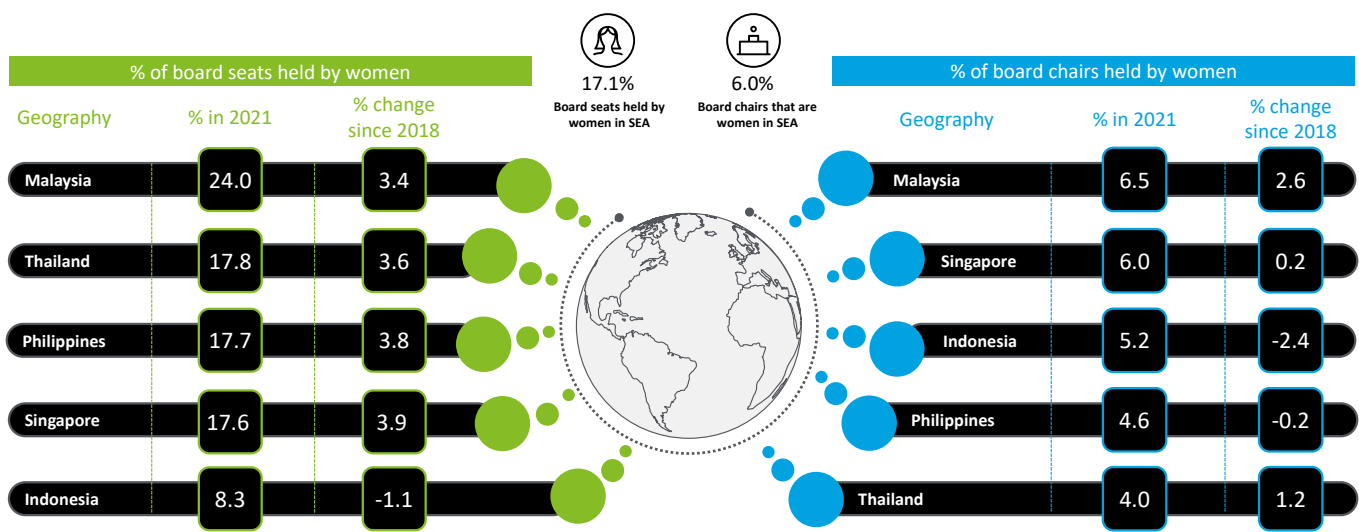 17.1%
Board seats held by
women in SEA
6.0%
Board chairs that are
women in SEA
% of board seats held by women
Geography
% in 2021
% change
since 2018
Malaysia 24.0 3.4
Thailand 17.8 3.6
Philippines 17.7 3.8
Singapore 17.6 3.9
Indonesia 8.3 -1.1
% of board chairs held by women
Geography
% in 2021
% change
since 2018
Malaysia 6.5 2.6
Singapore 6.0 0.2
Indonesia 5.2 -2.4
Philippines 4.6 -0.2
Thailand 4.0 1.2